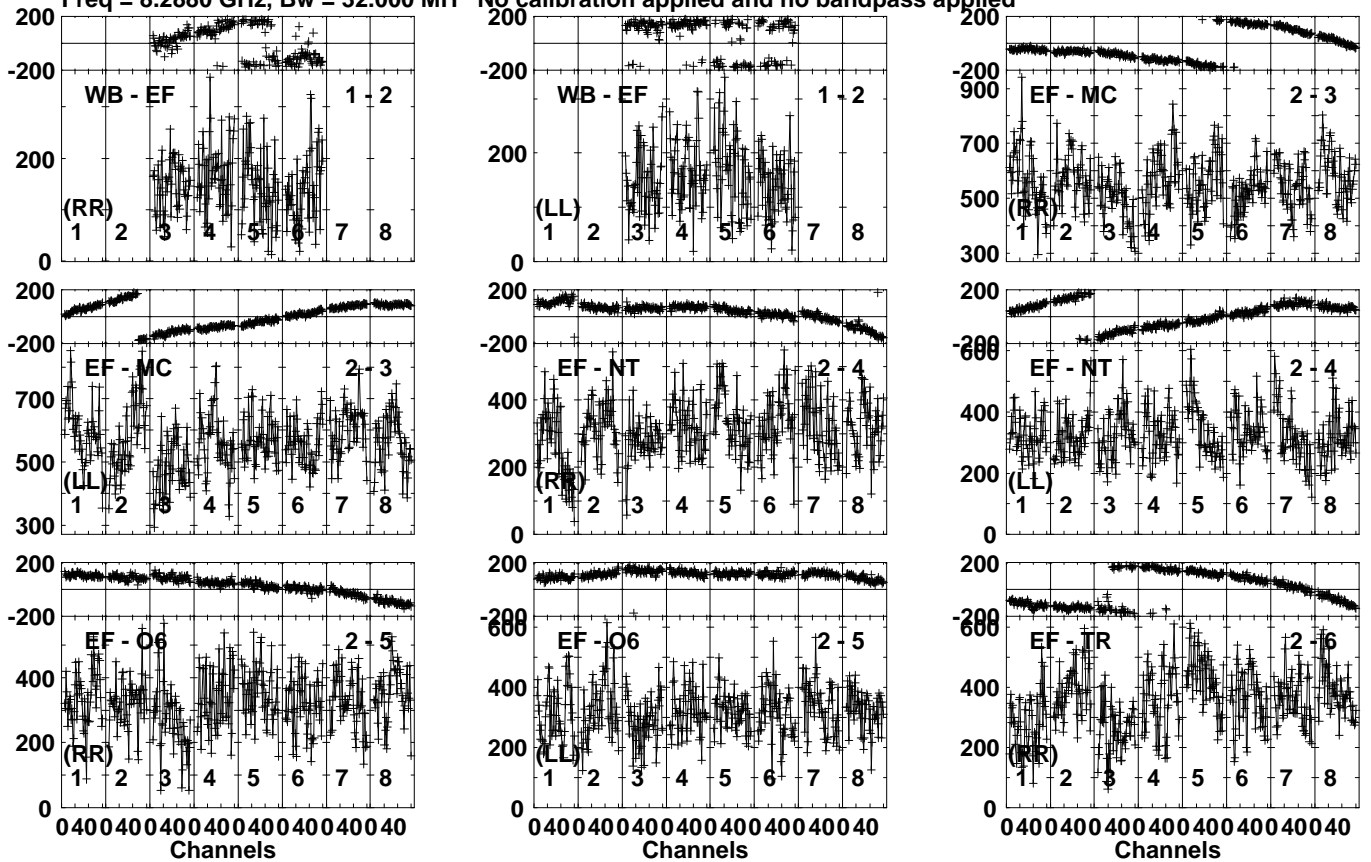 Freq = 8.2880 GHz, Bw = 32.000 MH No calibration applied and no bandpass applied
200 200 200
-200 -200 -200
WB - EF 1 - 2 WB - EF 1 - 2 900 EF - MC 2 - 3
700
200 200 500
(RR) (LL) (RR)
1 2 3 4 5 6 7 8 1 2 3 4 5 6 7 8 1 2 3 4 5 6 7 8
0 0 300
200 200 200
-200 -200 -200
600
EF - MC 2 - 3 EF - NT 2 - 4 EF - NT 2 - 4
700 400 400
500 200 200
(LL) (RR) (LL)
1 2 3 4 5 6 7 8 1 2 3 4 5 6 7 8 1 2 3 4 5 6 7 8
300 0 0
200 200 200
-200 -200 -200
600 600
EF - O6 2 - 5 EF - O6 2 - 5 EF - TR 2 - 6
400 400 400
200 200 200
(RR) (LL) (RR)
1 2 3 4 5 6 7 8 1 2 3 4 5 6 7 8 1 2 3 4 5 6 7 8
0 0 0
0 40 0 40 0 40 0 40 0 40 0 40 0 40 0 40 0 40 0 40 0 40 0 40 0 40 0 40 0 40 0 40 0 40 0 40 0 40 0 40 0 40 0 40 0 40 0 40
Channels Channels Channels